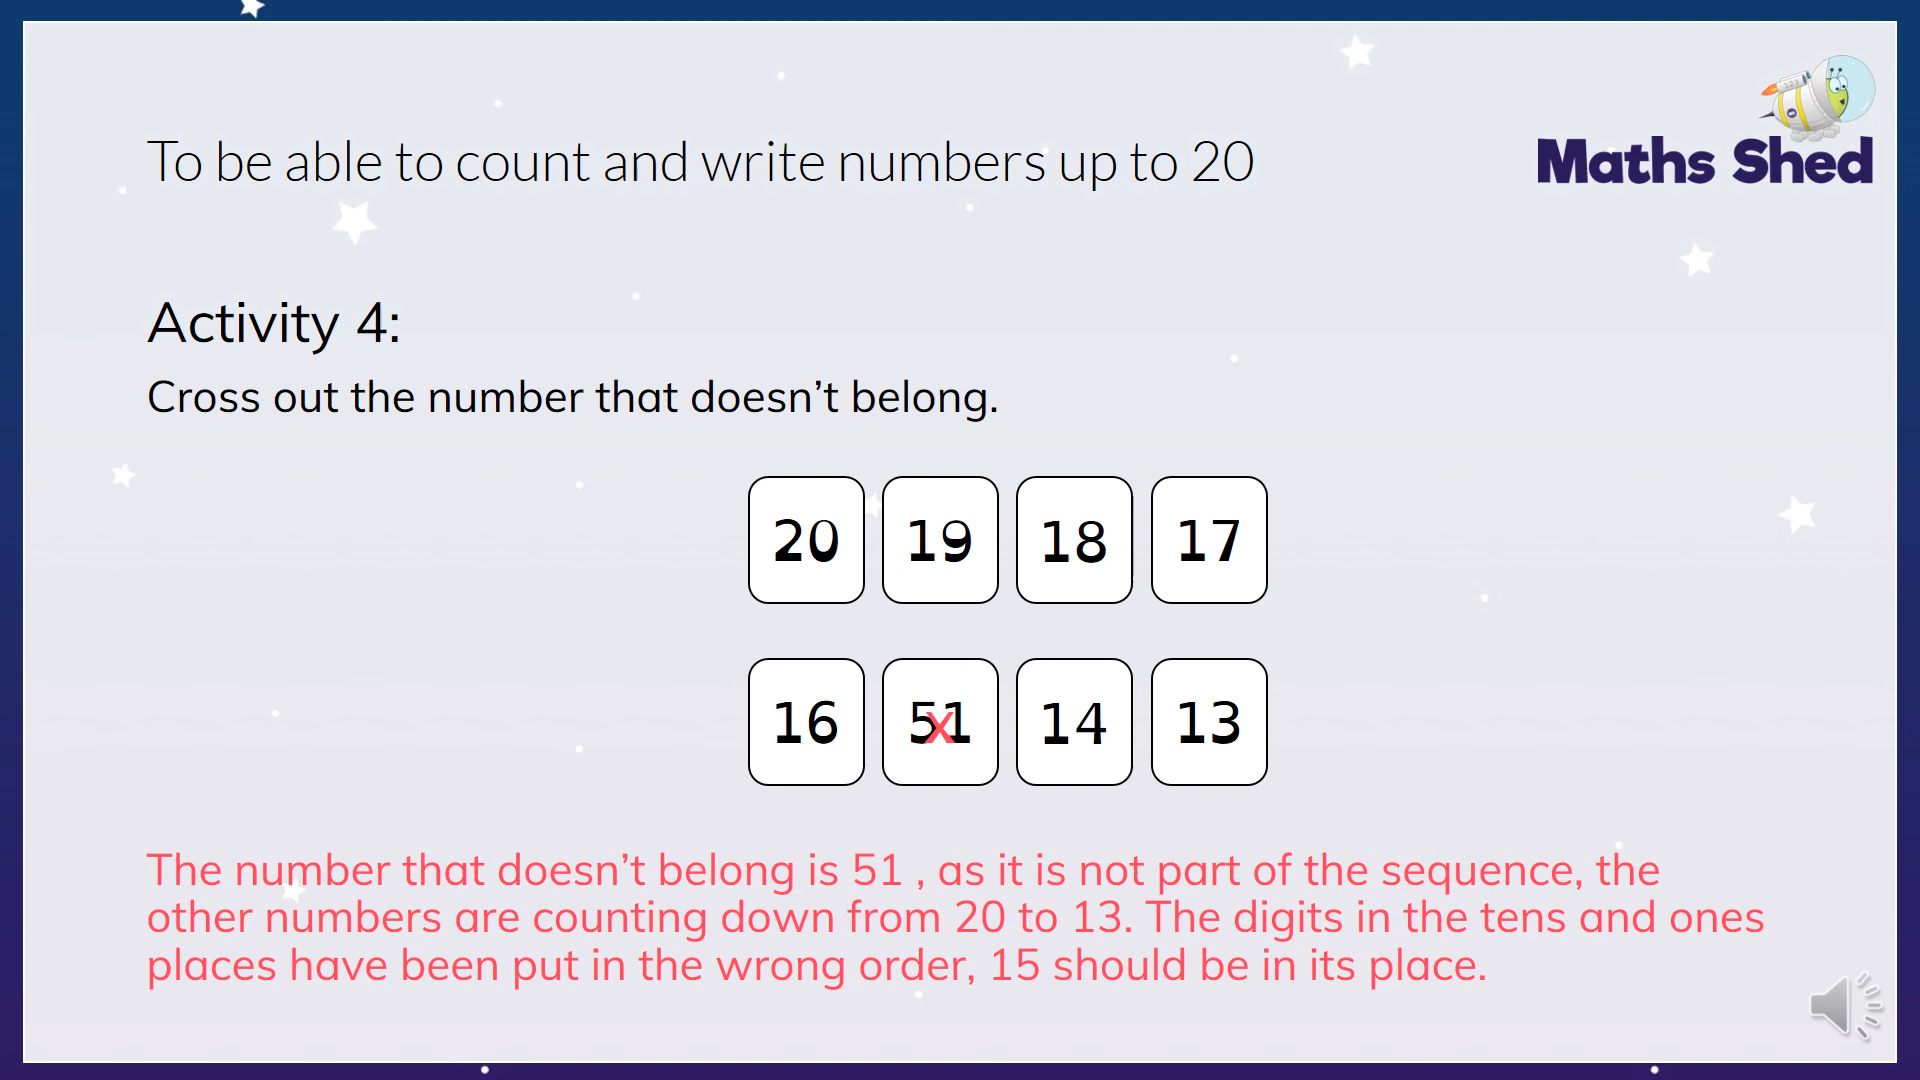 To be able to count and write numbers up to 20
Maths Shed
Activity 4:
Cross out the number that doesn’t belong.
20 19 18 17
16 51 14 13
x
The number that doesn’t belong is 51 , as it is not part of the sequence, the
other numbers are counting down from 20 to 13. The digits in the tens and ones
places have been put in the wrong order, 15 should be in its place.